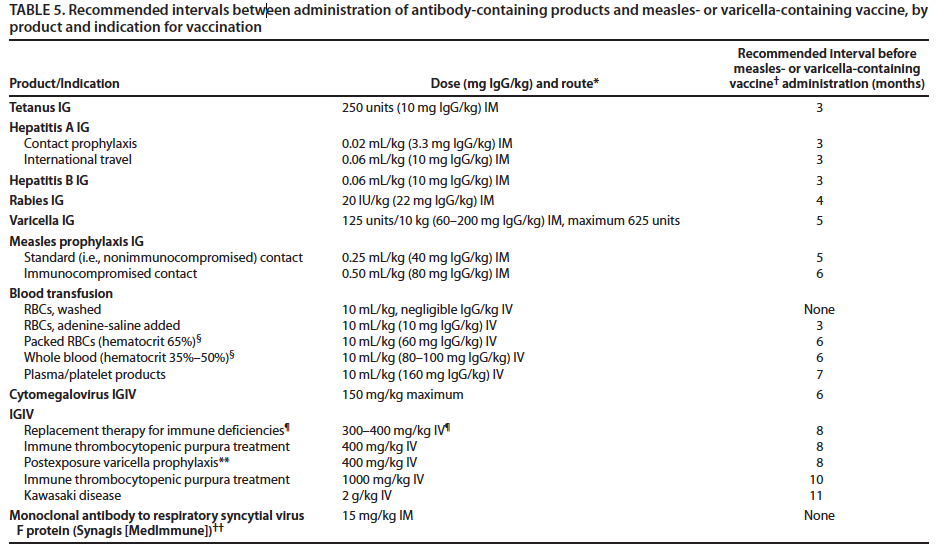 TABLE 5. Recommended intervals between administration of antibody-containing products and measles- or varicella-containing vaccine, by
product and indication for vaccination
Product/Indication Dose (mg IgG/kg) and route* Recommended interval before
measles- or varicella-containing
vaccine† administration (months)
Tetanus IG 250 units (10 mg IgG/kg) IM 3
Hepatitis A IG
Contact prophylaxis 0.02 mL/kg (3.3 mg IgG/kg) IM 3
International travel 0.06 mL/kg (10 mg IgG/kg) IM 3
Hepatitis B IG 0.06 mL/kg (10 mg IgG/kg) IM 3
Rabies IG 20 IU/kg (22 mg IgG/kg) IM 4
Varicella IG 125 units/10 kg (60–200 mg IgG/kg) IM, maximum 625 units 5
Measles prophylaxis IG
Standard (i.e., nonimmunocompromised) contact 0.25 mL/kg (40 mg IgG/kg) IM 5
Immunocompromised contact 0.50 mL/kg (80 mg IgG/kg) IM 6
Blood transfusion
RBCs, washed 10 mL/kg, negligible IgG/kg IV None
RBCs, adenine-saline added 10 mL/kg (10 mg IgG/kg) IV 3
Packed RBCs (hematocrit 65%)§ 10 mL/kg (60 mg IgG/kg) IV 6
Whole blood (hematocrit 35%–50%)§ 10 mL/kg (80–100 mg IgG/kg) IV 6
Plasma/platelet products 10 mL/kg (160 mg IgG/kg) IV 7
Cytomegalovirus IGIV 150 mg/kg maximum 6
IGIV
Replacement therapy for immune deficiencies¶ 300–400 mg/kg IV¶ 8
Immune thrombocytopenic purpura treatment 400 mg/kg IV 8
Postexposure varicella prophylaxis** 400 mg/kg IV 8
Immune thrombocytopenic purpura treatment 1000 mg/kg IV 10
Kawasaki disease 2 g/kg IV 11
Monoclonal antibody to respiratory syncytial virus 15 mg/kg IM None
F protein (Synagis [MedImmune])††